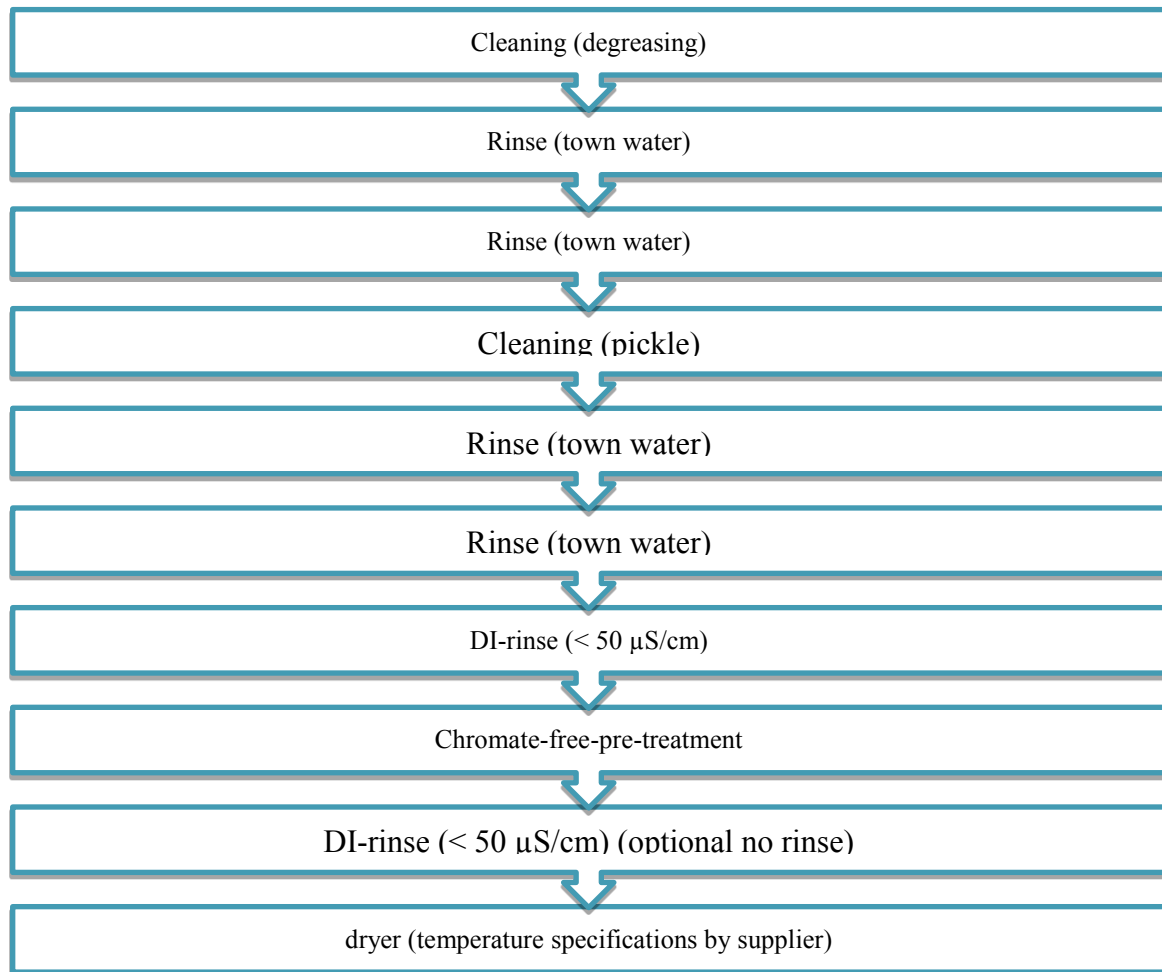 Cleaning (degreasing)
Rinse (town water)
Rinse (town water)
Cleaning (pickle)
Rinse (town water)
Rinse (town water)
DI-rinse (< 50 µS/cm)
Chromate-free-pre-treatment
DI-rinse (< 50 µS/cm) (optional no rinse)
dryer (temperature specifications by supplier)